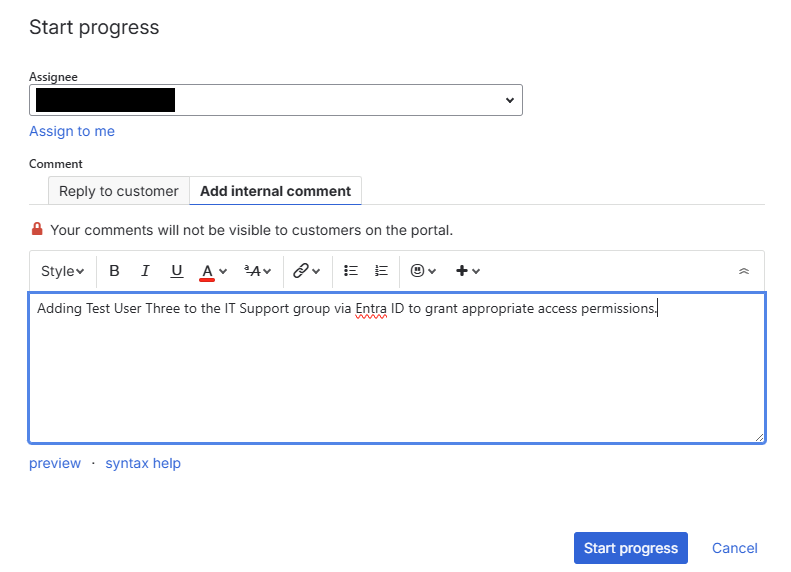 Start progress
Assignee
Assign to me
Comment
Reply to customer Add internal comment
Your comments will not be visible to customers on the portal.
Style B I U A ªA
Adding Test User Three to the IT Support group via Entra ID to grant appropriate access permissions.
preview · syntax help
Start progress Cancel